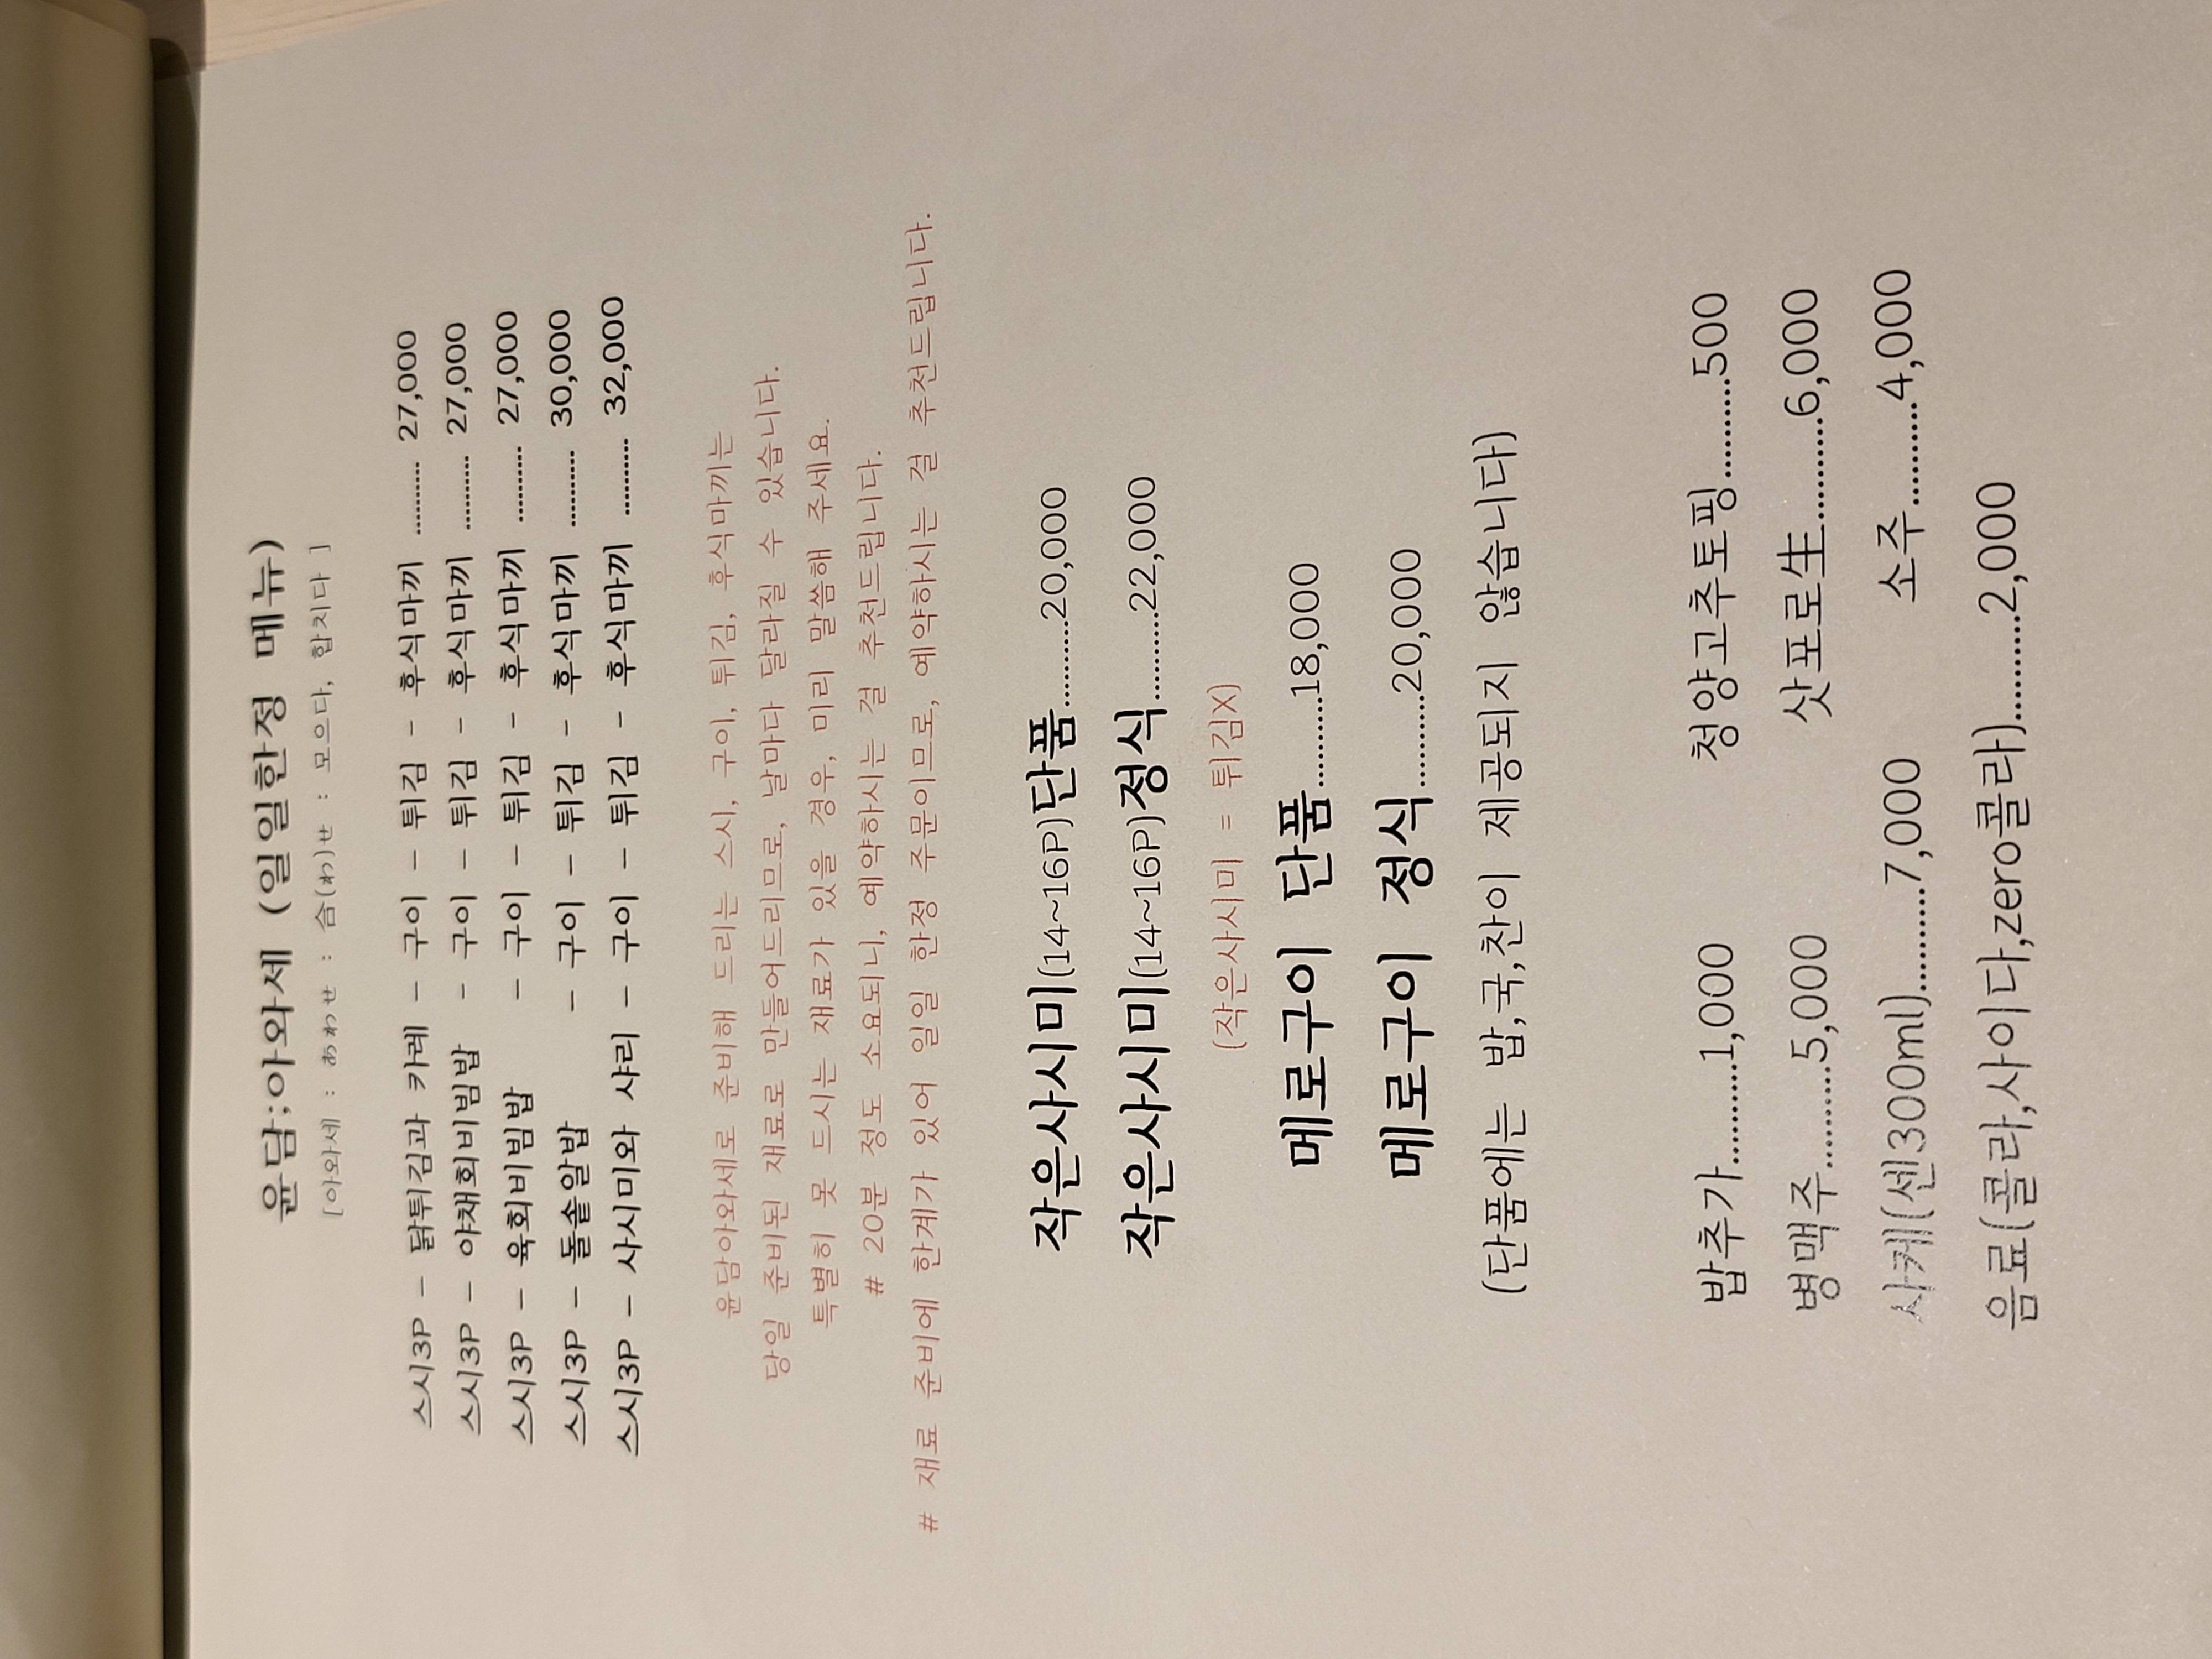 윤담;아와세 (일일한정 메뉴)
[아와세 : あわせ : 合(わ)せ : 모으다, 합치다 ]
스시3P - 닭튀김과 카레 - 구이 - 튀김 - 후식마끼 .......... 27,000
스시3P - 야채회비빔밥 - 구이 - 튀김 - 후식마끼 .......... 27,000
스시3P - 육회비빔밥 - 구이 - 튀김 - 후식마끼 .......... 27,000
스시3P - 돌솥알밥 - 구이 - 튀김 - 후식마끼 .......... 30,000
스시3P - 사시미와 샤리 - 구이 - 튀김 - 후식마끼 .......... 32,000
윤담아와세로 준비해 드리는 스시, 구이, 튀김, 후식마끼는
당일 준비된 재료로 만들어드리므로, 날마다 달라질 수 있습니다.
특별히 못 드시는 재료가 있을 경우, 미리 말씀해 주세요.
# 20분 정도 소요되니, 예약하시는 걸 추천드립니다.
# 재료 준비에 한계가 있어 일일 한정 주문이므로, 예약하시는 걸 추천드립니다.
작은사시미(14~16P)단품..........20,000
작은사시미(14~16P)정식..........22,000
(작은사시미 = 튀김X)
메로구이 단품..........18,000
메로구이 정식..........20,000
(단품에는 밥,국,찬이 제공되지 않습니다)
밥추가..........1,000 청양고추토핑..........500
병맥주..........5,000 삿포로生..........6,000
사케(센300ml)..........7,000 소주..........4,000
음료(콜라,사이다,zero콜라)..........2,000